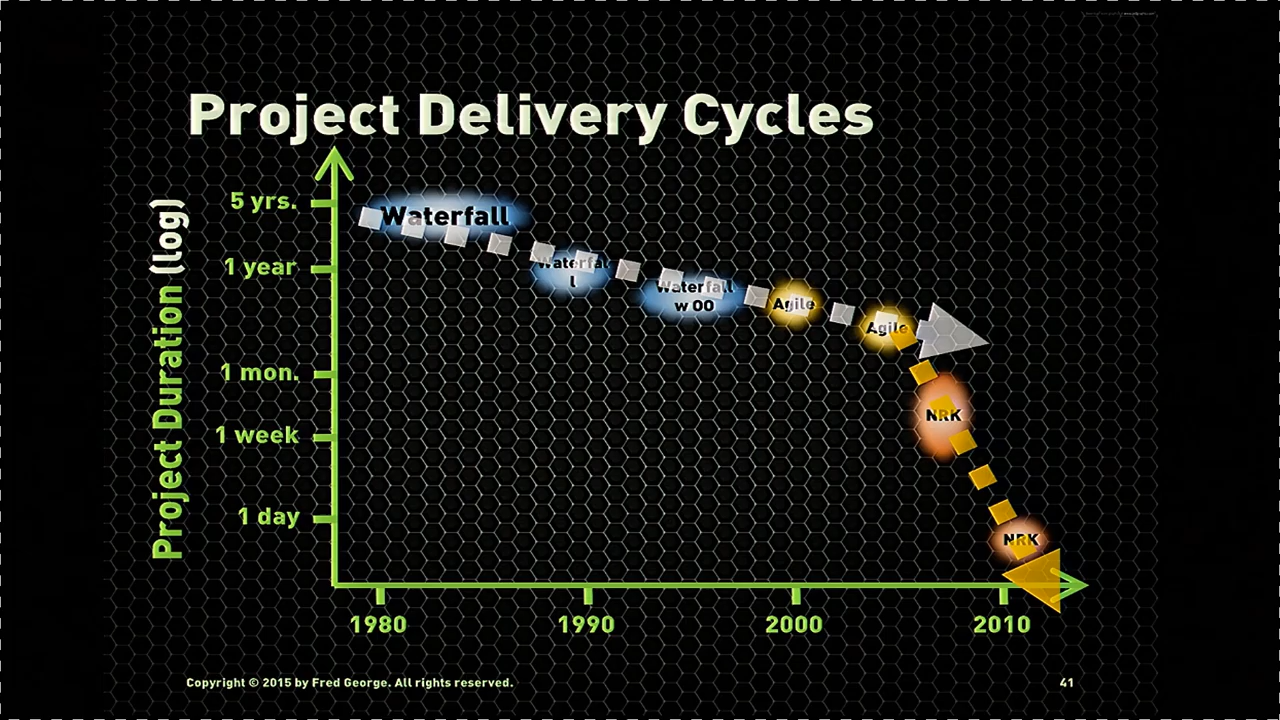 Project Delivery Cycles
Project Duration (log)
5 yrs.
1 year
1 mon.
1 week
1 day
Waterfall
Waterfal
l
Waterfall
w OO
Agile
Agile
NRK
NRK
1980
1990
2000
2010
Copyright © 2015 by Fred George. All rights reserved.
41